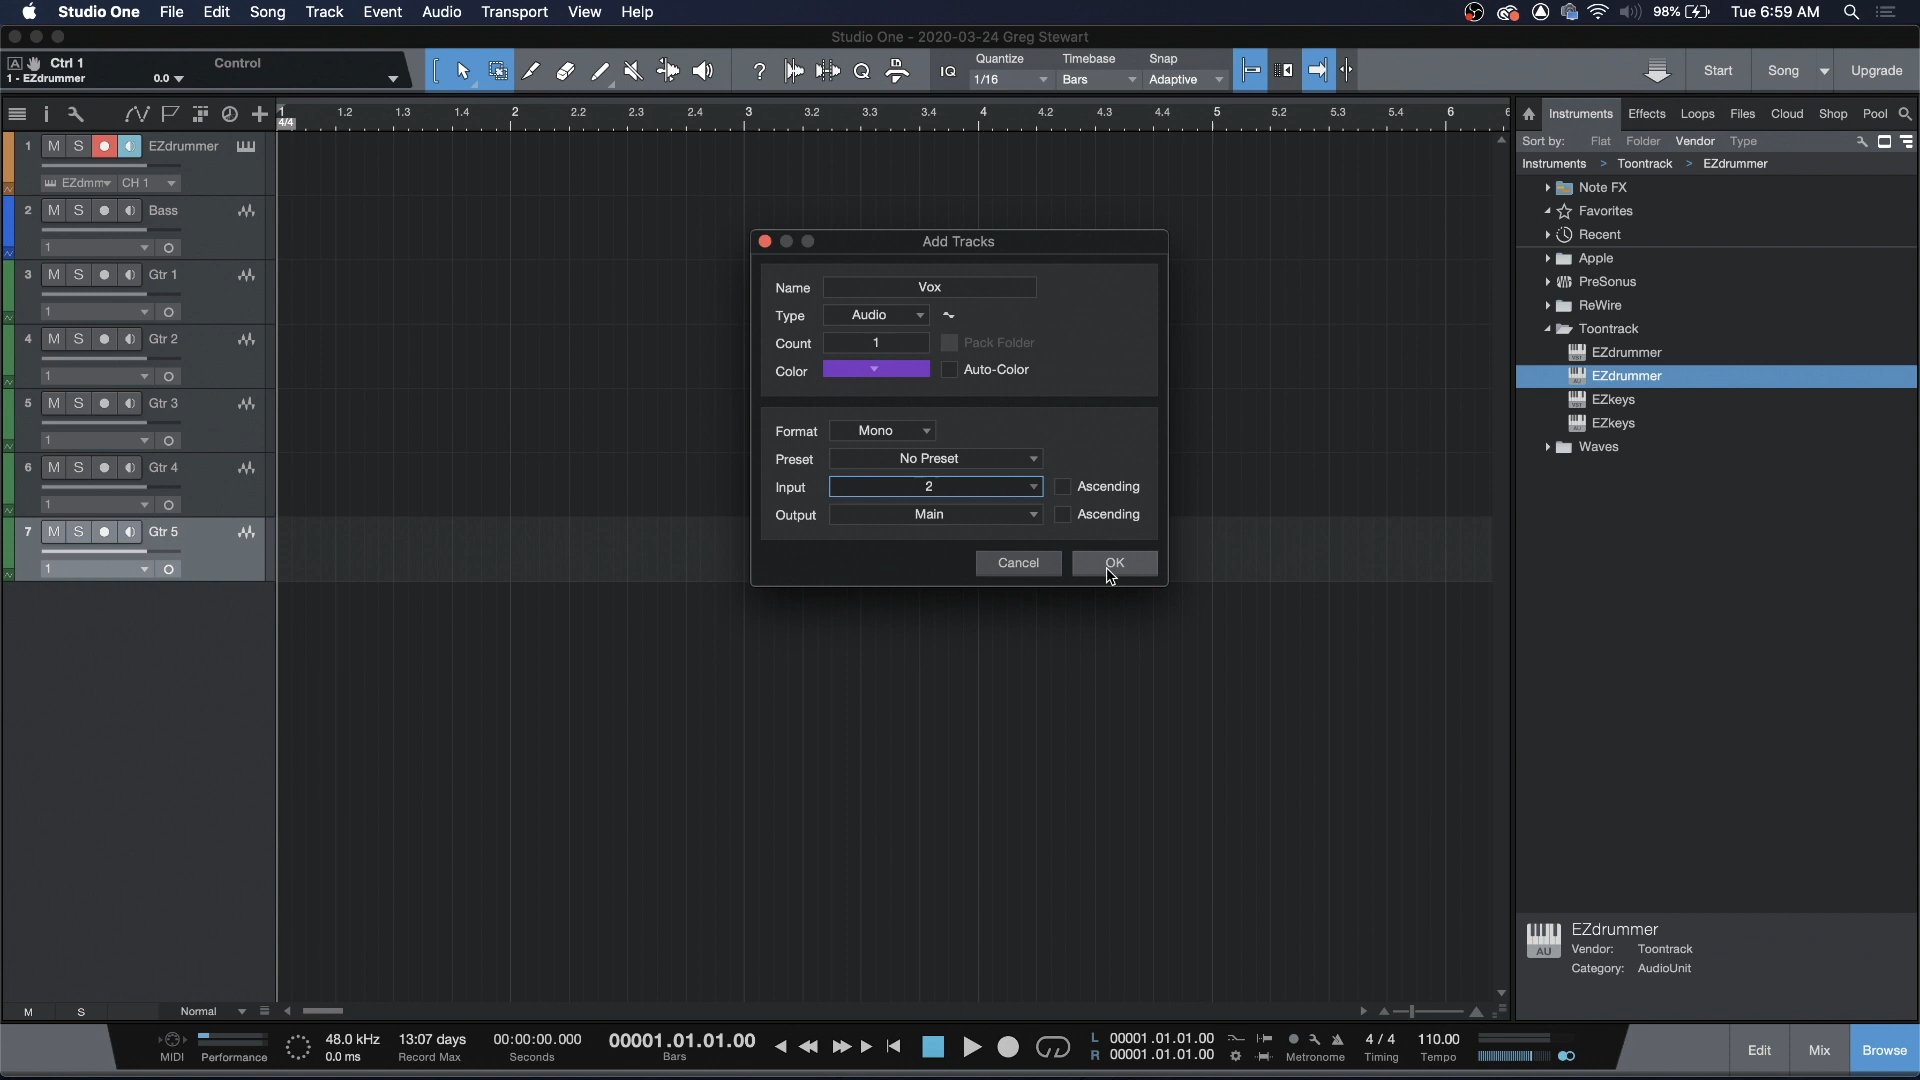 Studio One File Edit Song Track Event Audio Transport View Help 98% Tue 6:59 AM
Studio One - 2020-03-24 Greg Stewart
A Ctrl 1 Control
1 - EZdrummer 0.0
? Q IQ
Quantize Timebase Snap
1/16 Bars Adaptive
Start Song Upgrade
1 1.2 1.3 1.4 2 2.2 2.3 2.4 3 3.2 3.3 3.4 4 4.2 4.3 4.4 5 5.2 5.3 5.4 6
4/4
Instruments Effects Loops Files Cloud Shop Pool
Sort by: Flat Folder Vendor Type
Instruments > Toontrack > EZdrummer
Note FX
Favorites
Recent
Apple
PreSonus
ReWire
Toontrack
EZdrummer
EZdrummer
EZkeys
EZkeys
Waves
1 M S EZdrummer
CH 1
2 M S Bass
1
3 M S Gtr 1
1
4 M S Gtr 2
1
5 M S Gtr 3
1
6 M S Gtr 4
1
7 M S Gtr 5
1
Add Tracks
Name Vox
Type Audio
Count 1 Pack Folder
Color Auto-Color
Format Mono
Preset No Preset
Input 2 Ascending
Output Main Ascending
Cancel OK
AU
EZdrummer
Vendor: Toontrack
Category: AudioUnit
M S Normal
MIDI Performance
48.0 kHz
0.0 ms
13:07 days
Record Max
00:00:00.000
Seconds
00001.01.01.00
Bars
L 00001.01.01.00
R 00001.01.01.00
Metronome
4 / 4
Timing
110.00
Tempo
Edit Mix Browse